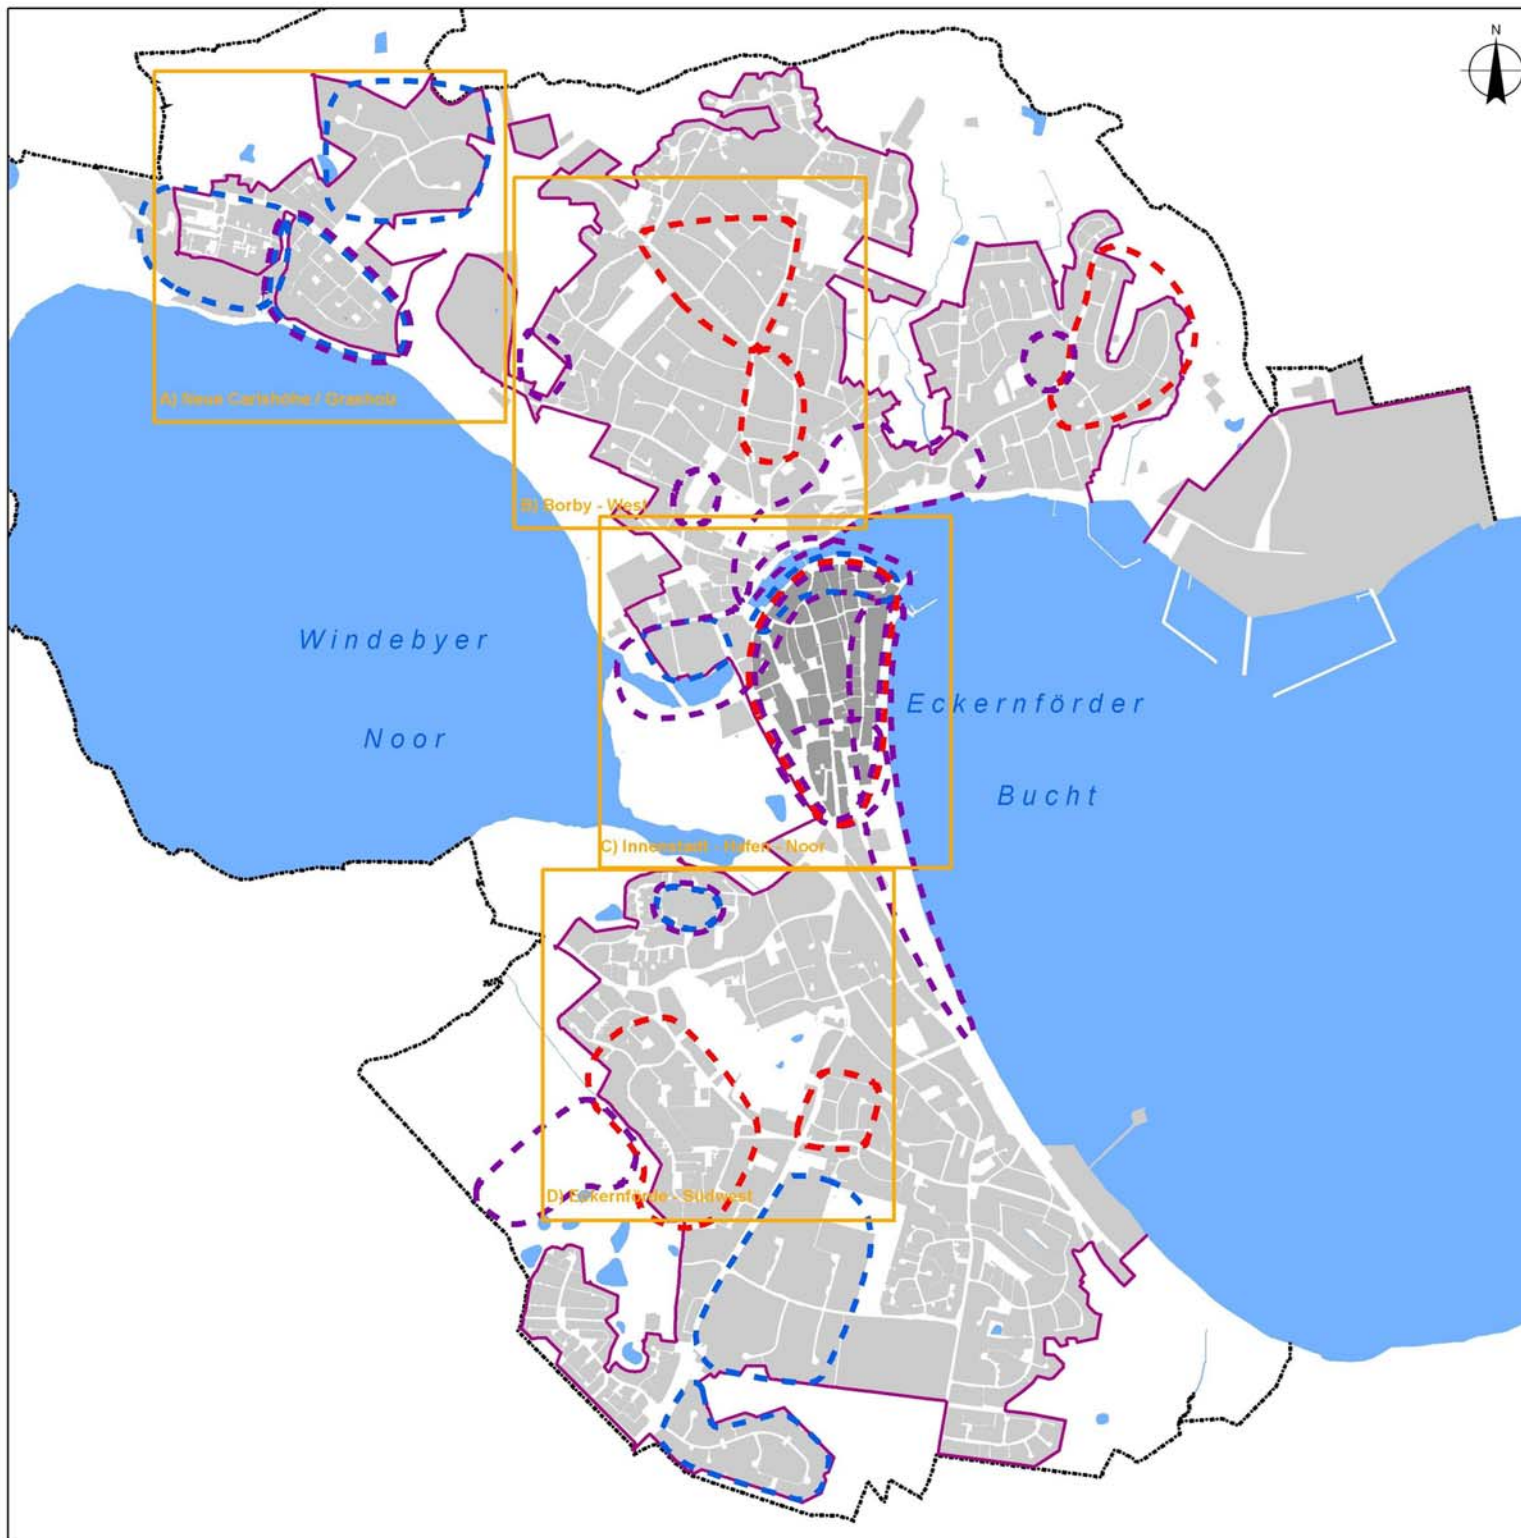 N
A) Neue Carlshöhe / Grasholz
B) Borby - West
Windebyer
Noor
Eckernförder
Bucht
C) Innenstadt - Hafen - Noor
D) Eckernförde - Südwest